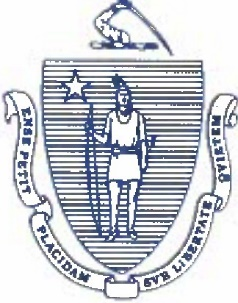 ENSE PETIT
PLACIDAM
SVB LIBERTATE
QVIETEM